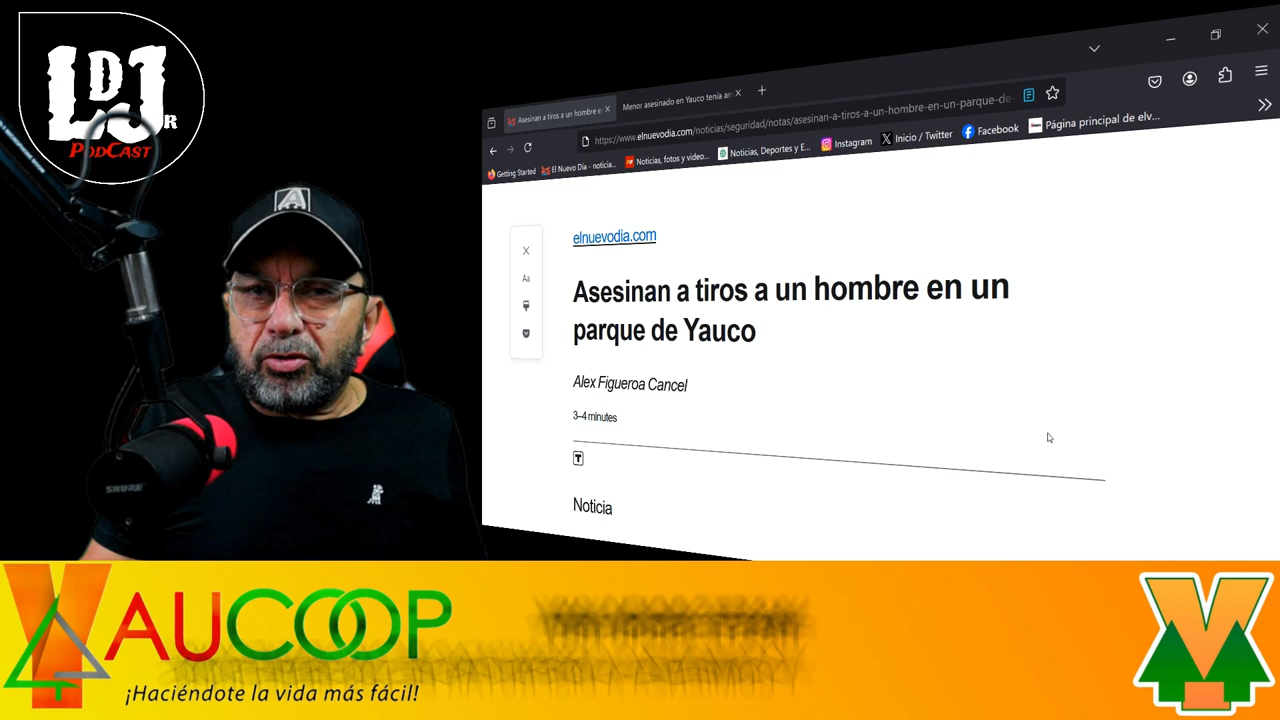 LDJ
JR
PODCAST
A
SHURE
Asesinan a tiros a un hombre e
Menor asesinado en Yauco tenía an
https://www.elnuevodia.com/noticias/seguridad/notas/asesinan-a-tiros-a-un-hombre-en-un-parque-de-
Getting Started
El Nuevo Día - noticia...
Noticias, fotos y video...
Noticias, Deportes y E...
Instagram
Inicio / Twitter
Facebook
Página principal de elv...
elnuevodia.com
Aa
Asesinan a tiros a un hombre en un
parque de Yauco
Alex Figueroa Cancel
3–4 minutes
T
Noticia
YAUCOOP
¡Haciéndote la vida más fácil!
Y